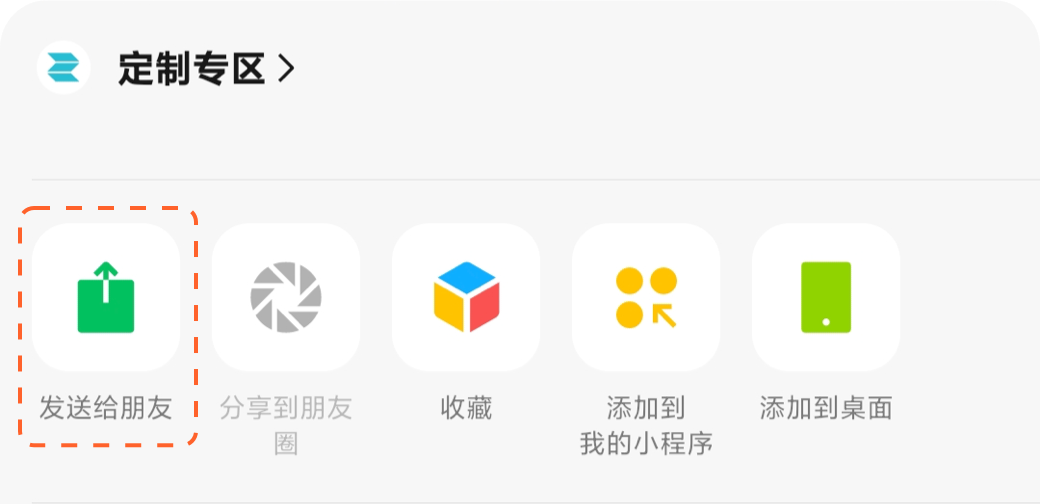 定制专区
发送给朋友
分享到朋友
圈
收藏
添加到
我的小程序
添加到桌面